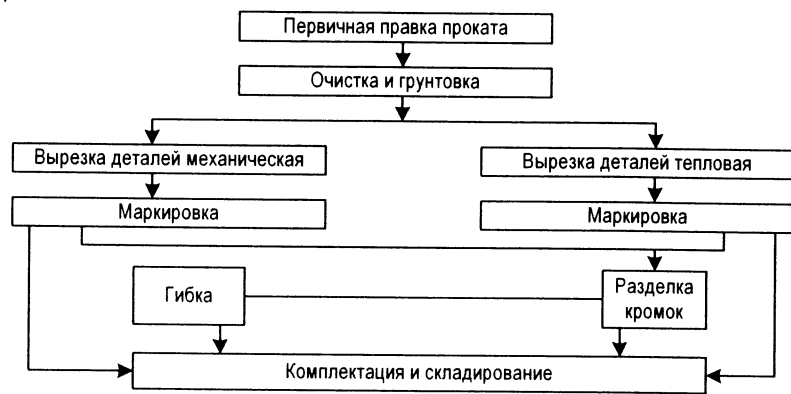 Первичная правка проката
Очистка и грунтовка
Вырезка деталей механическая
Вырезка деталей тепловая
Маркировка
Маркировка
Гибка
Разделка
кромок
Комплектация и складирование